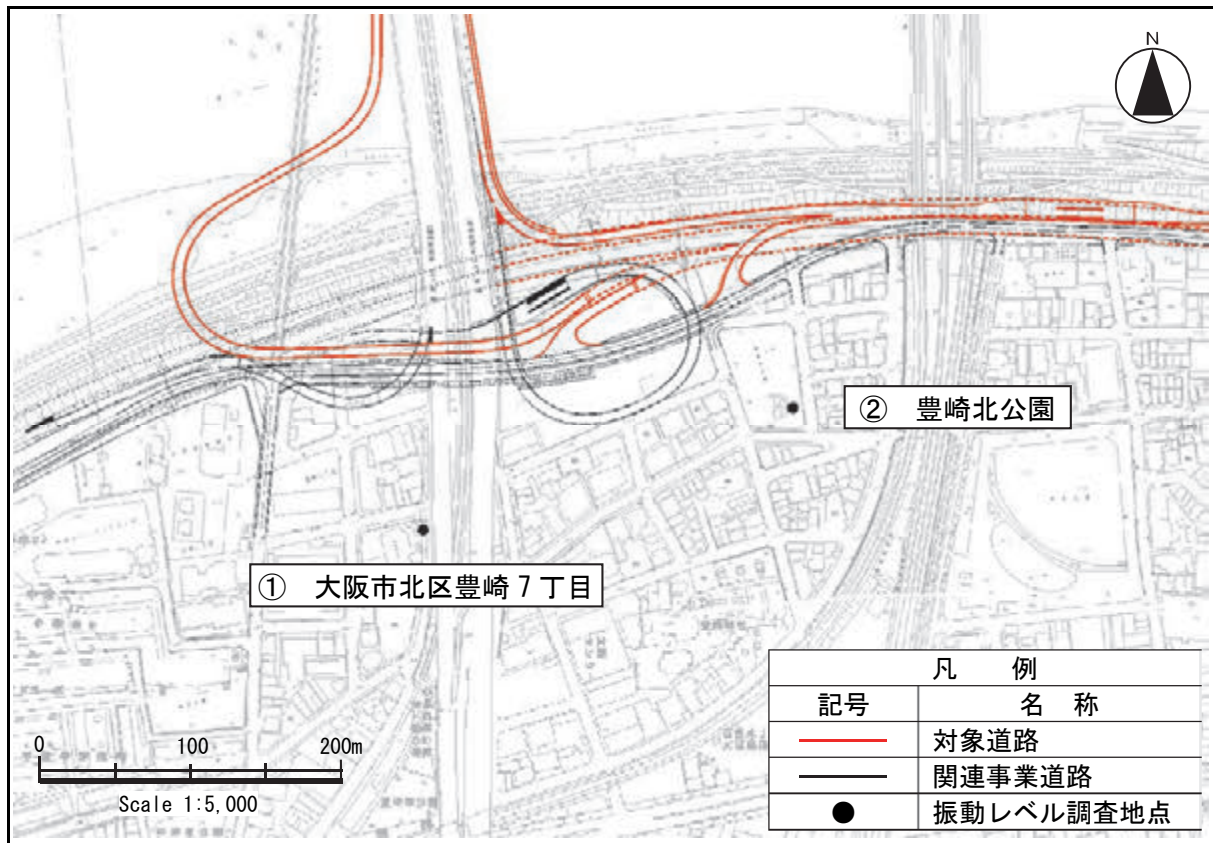 N
② 豊崎北公園
① 大阪市北区豊崎7丁目
凡 例
記号 名 称
対象道路
関連事業道路
● 振動レベル調査地点
0 100 200m
Scale 1:5,000